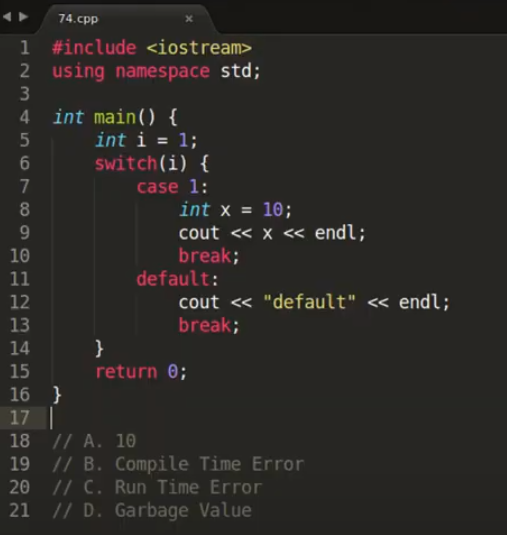 74.cpp ×
1 #include <iostream>
2 using namespace std;
3
4 int main() {
5     int i = 1;
6     switch(i) {
7         case 1:
8             int x = 10;
9             cout << x << endl;
10             break;
11         default:
12             cout << "default" << endl;
13             break;
14     }
15     return 0;
16 }
17
18 // A. 10
19 // B. Compile Time Error
20 // C. Run Time Error
21 // D. Garbage Value